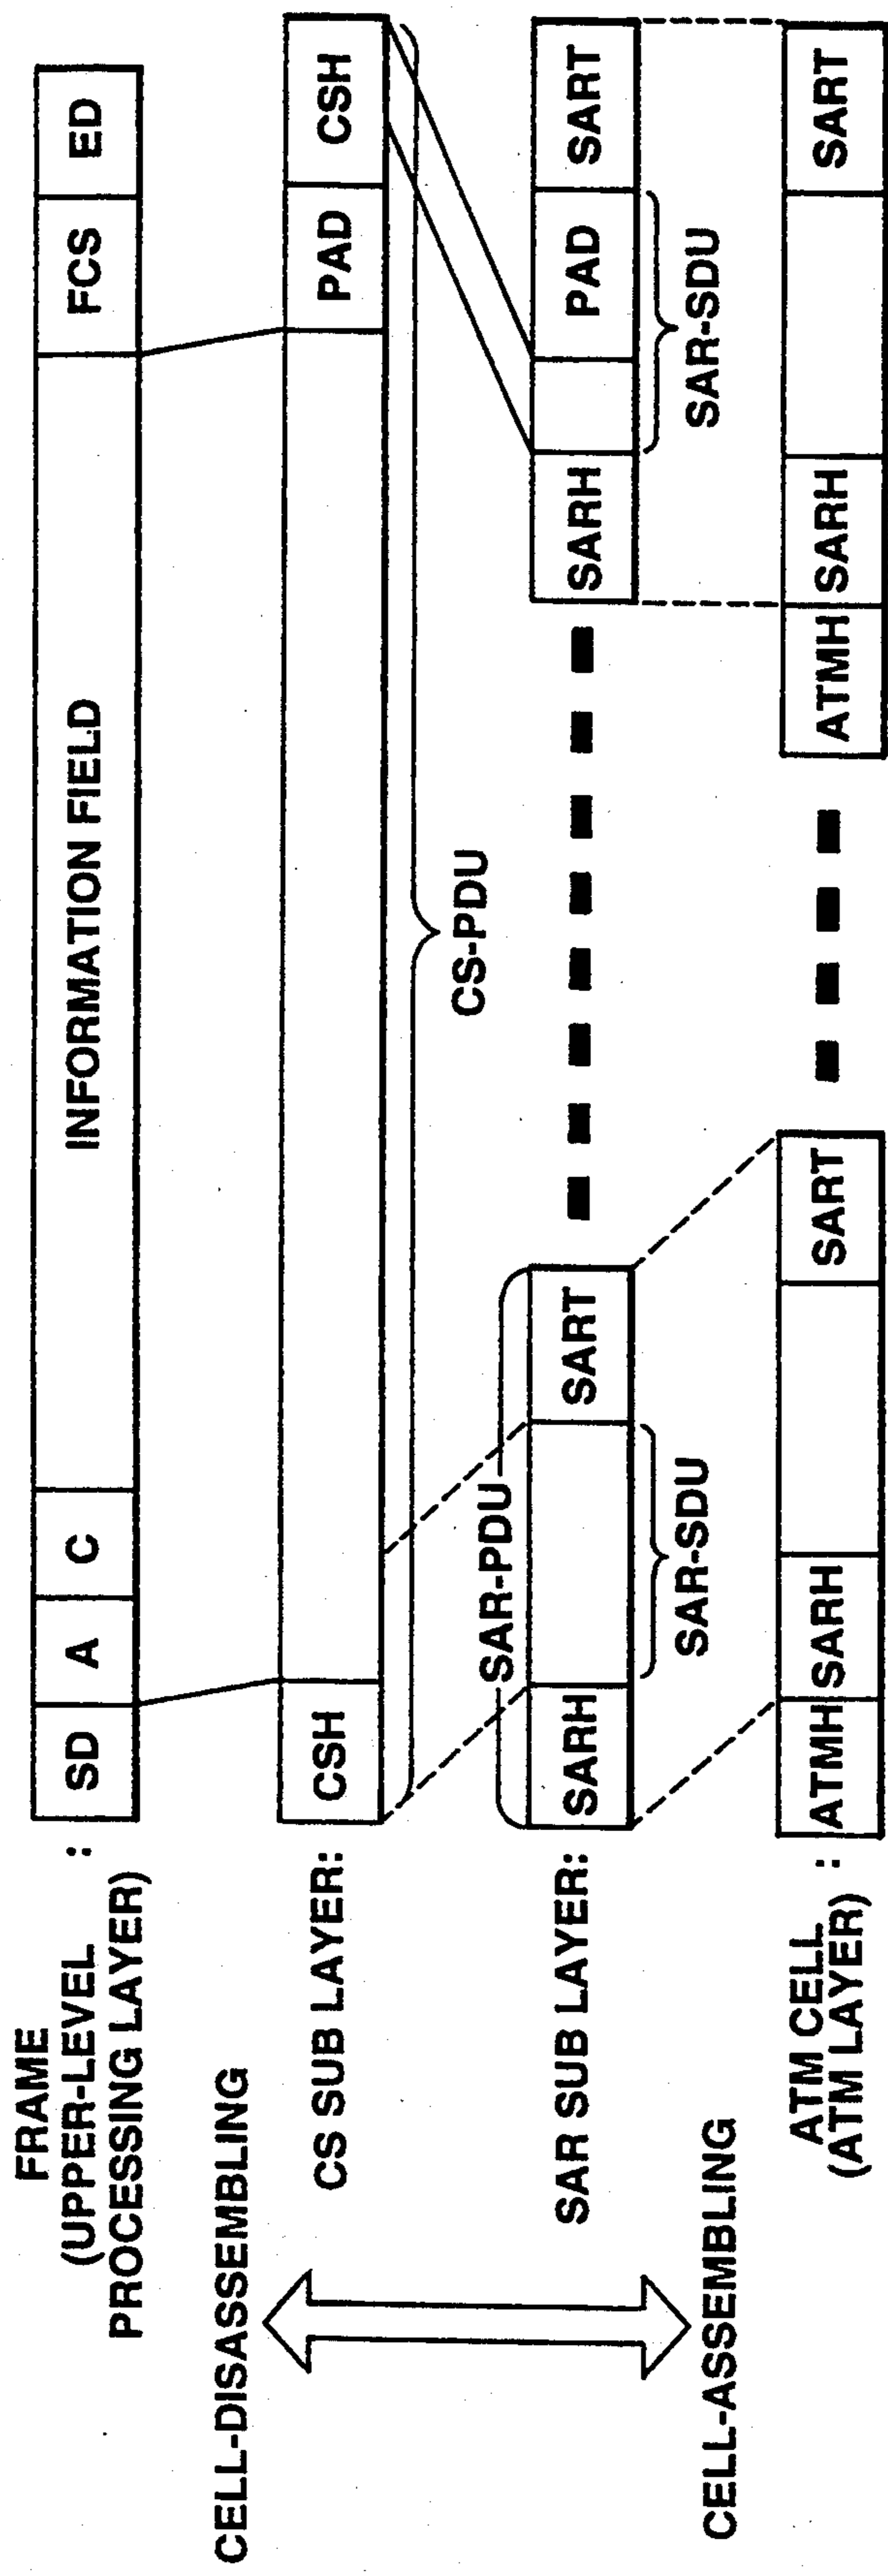 FRAME
(UPPER-LEVEL
PROCESSING LAYER) :
SD A C INFORMATION FIELD FCS ED
CELL-DISASSEMBLING
CS SUB LAYER:
CSH PAD CSH
CS-PDU
SAR-PDU
SAR SUB LAYER:
SARH SART SARH PAD SART
SAR-SDU SAR-SDU
CELL-ASSEMBLING
ATM CELL
(ATM LAYER) :
ATMH SARH SART ATMH SARH SART